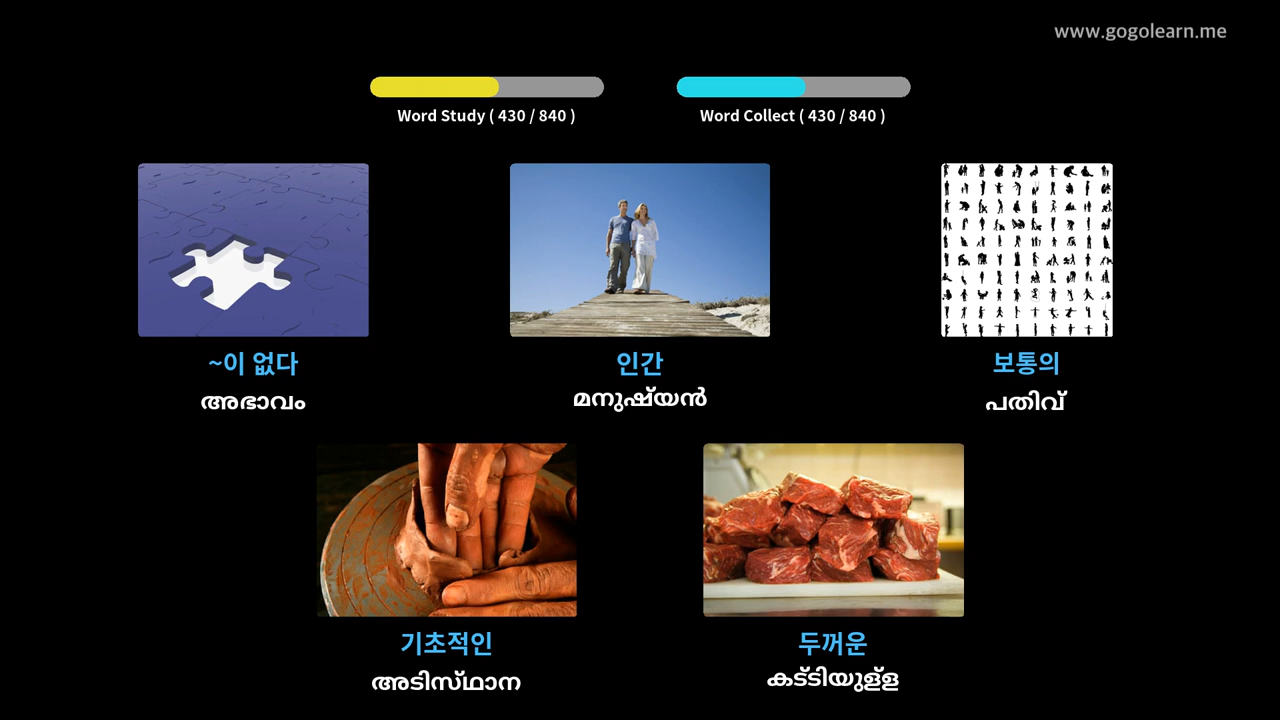 www.gogolearn.me
Word Study ( 430 / 840 )
Word Collect ( 430 / 840 )
~이 없다
인간
보통의
അഭാവം
മനുഷ്യൻ
പതിവ്
기초적인
두꺼운
അടിസ്ഥാന
കട്ടിയുള്ള